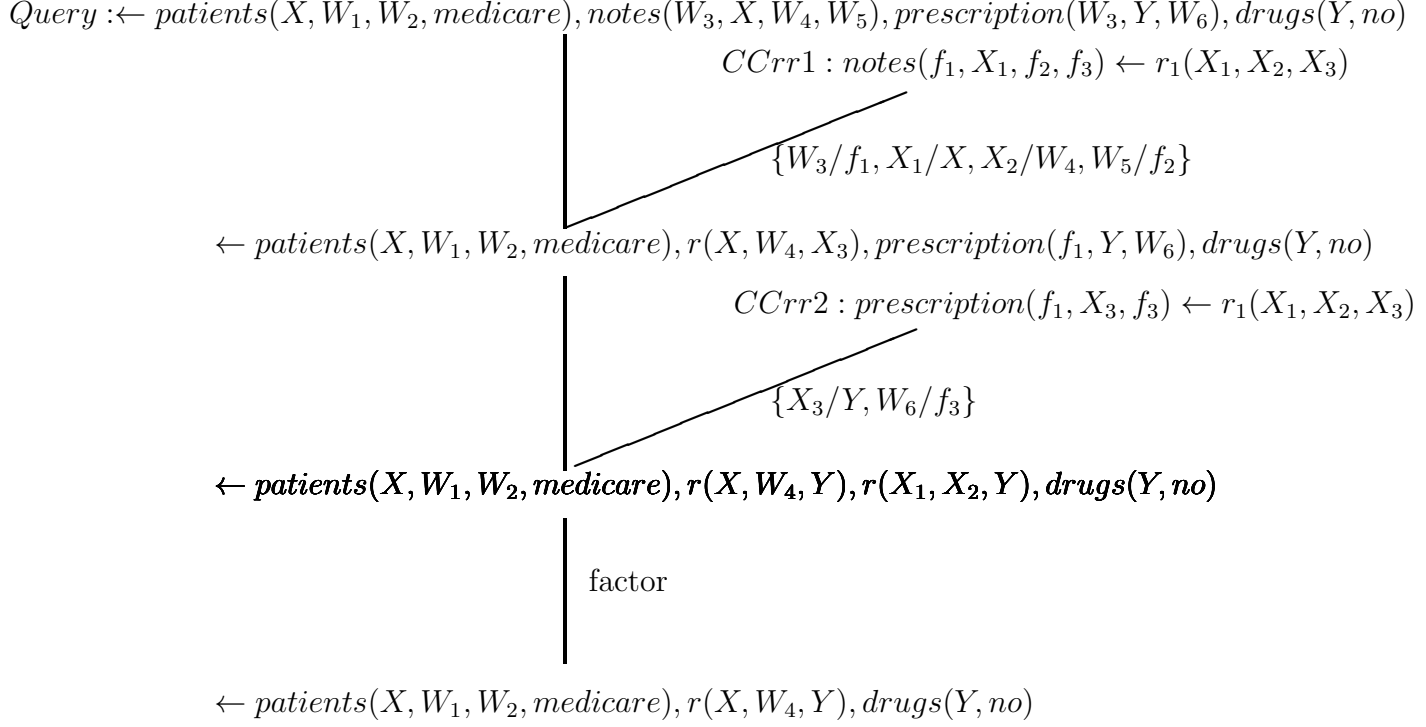 Query :← patients(X, W₁, W₂, medicare), notes(W₃, X, W₄, W₅), prescription(W₃, Y, W₆), drugs(Y, no)
CCrr1 : notes(f₁, X₁, f₂, f₃) ← r₁(X₁, X₂, X₃)
{W₃/f₁, X₁/X, X₂/W₄, W₅/f₂}
← patients(X, W₁, W₂, medicare), r(X, W₄, X₃), prescription(f₁, Y, W₆), drugs(Y, no)
CCrr2 : prescription(f₁, X₃, f₃) ← r₁(X₁, X₂, X₃)
{X₃/Y, W₆/f₃}
← patients(X, W₁, W₂, medicare), r(X, W₄, Y), r(X₁, X₂, Y), drugs(Y, no)
factor
← patients(X, W₁, W₂, medicare), r(X, W₄, Y), drugs(Y, no)